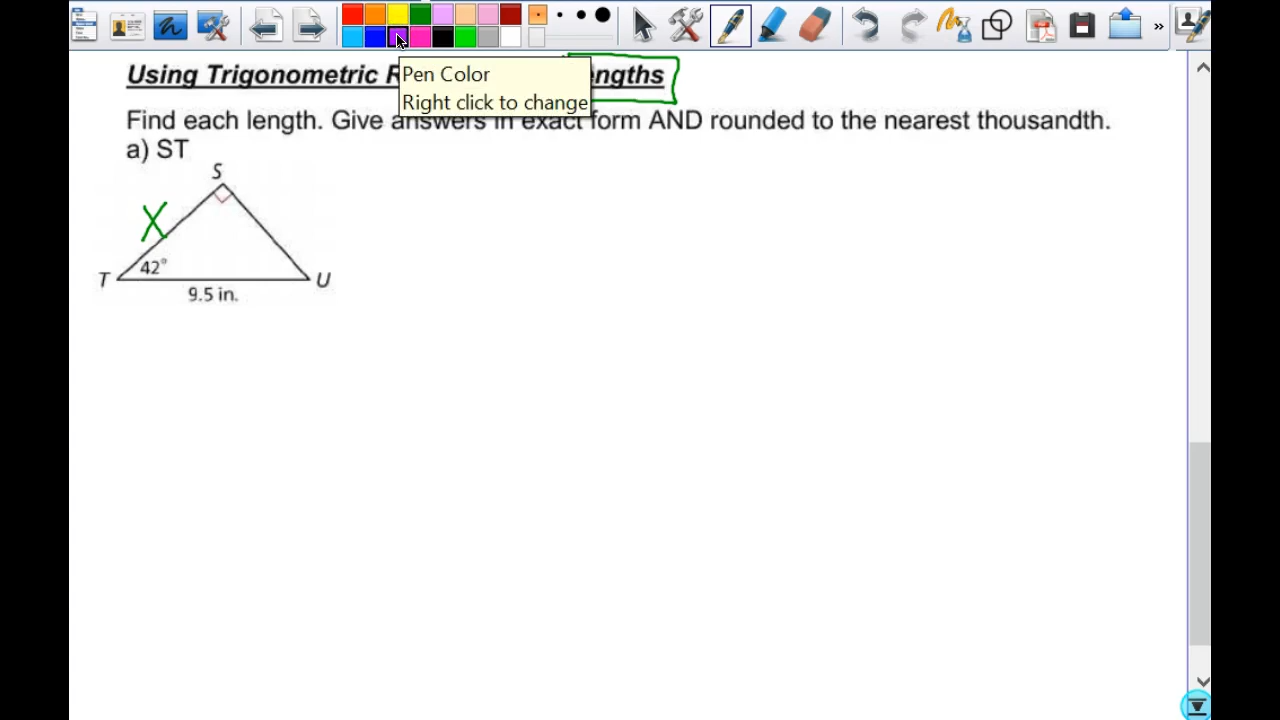 Using Trigonometric R ngths
Pen Color
Right click to change
Find each length. Give answers in exact form AND rounded to the nearest thousandth.
a) ST
S
X
42°
T
U
9.5 in.
»